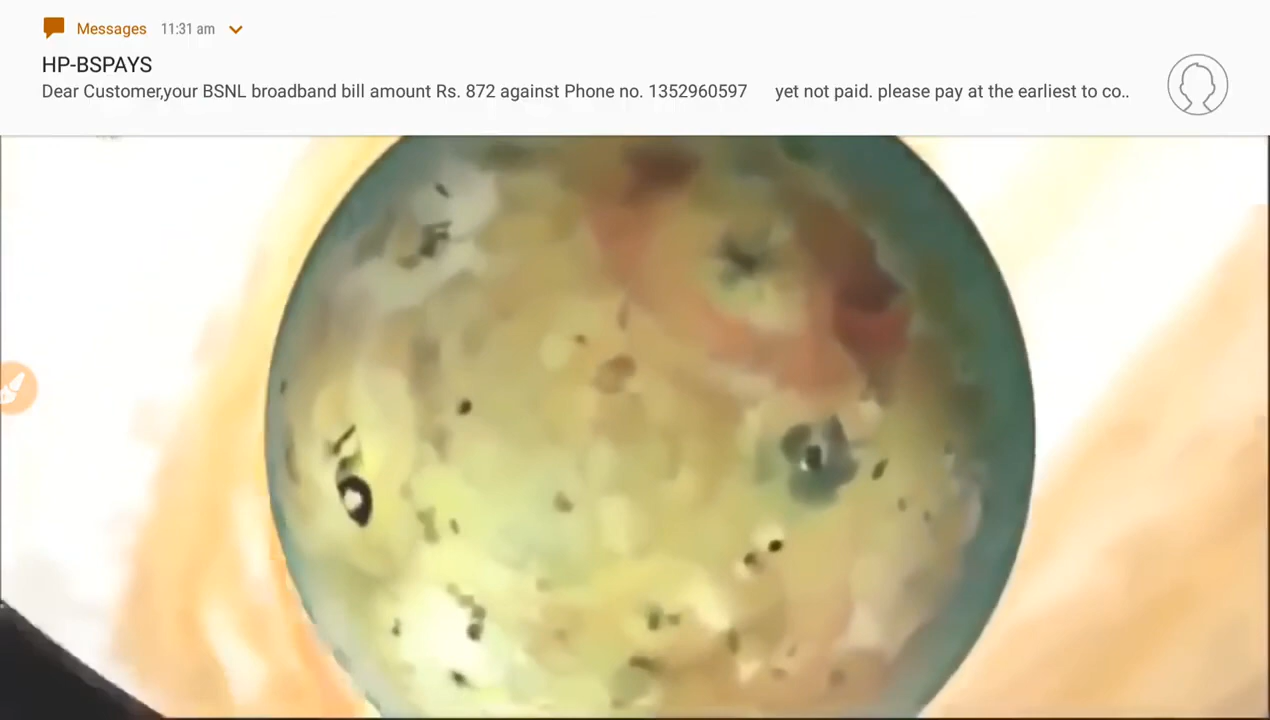 Messages 11:31 am
HP-BSPAYS
Dear Customer,your BSNL broadband bill amount Rs. 872 against Phone no. 1352960597 yet not paid. please pay at the earliest to co..